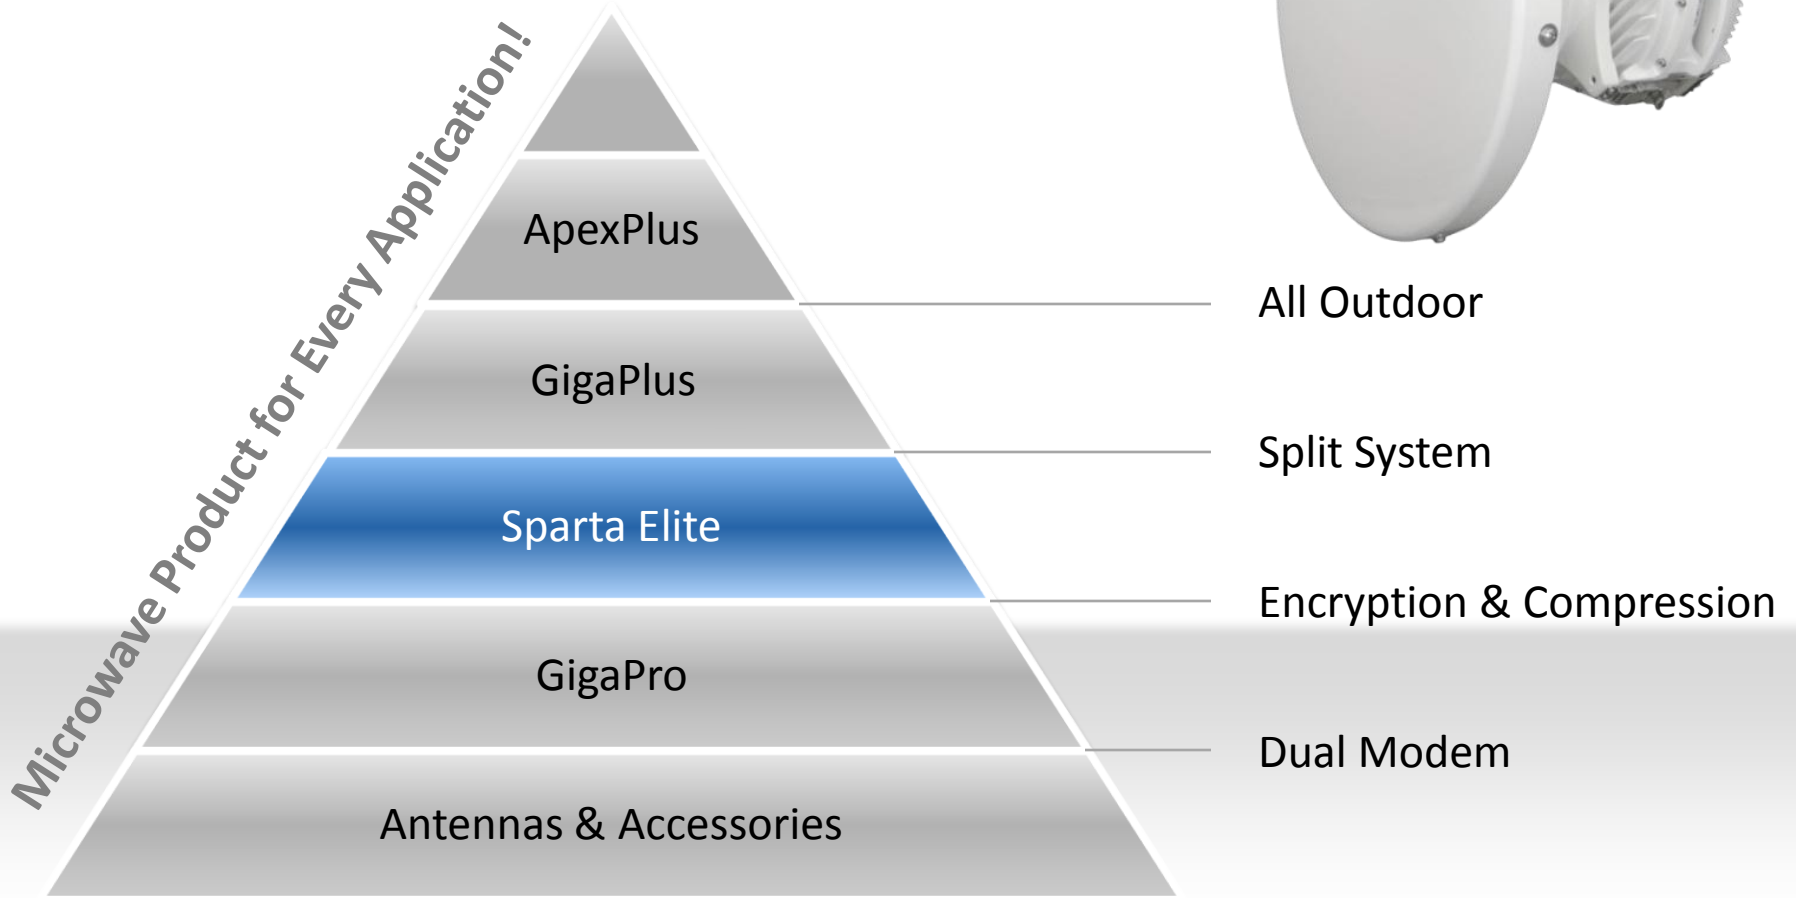 Microwave Product for Every Application!
ApexPlus
All Outdoor
GigaPlus
Split System
Sparta Elite
Encryption & Compression
GigaPro
Dual Modem
Antennas & Accessories